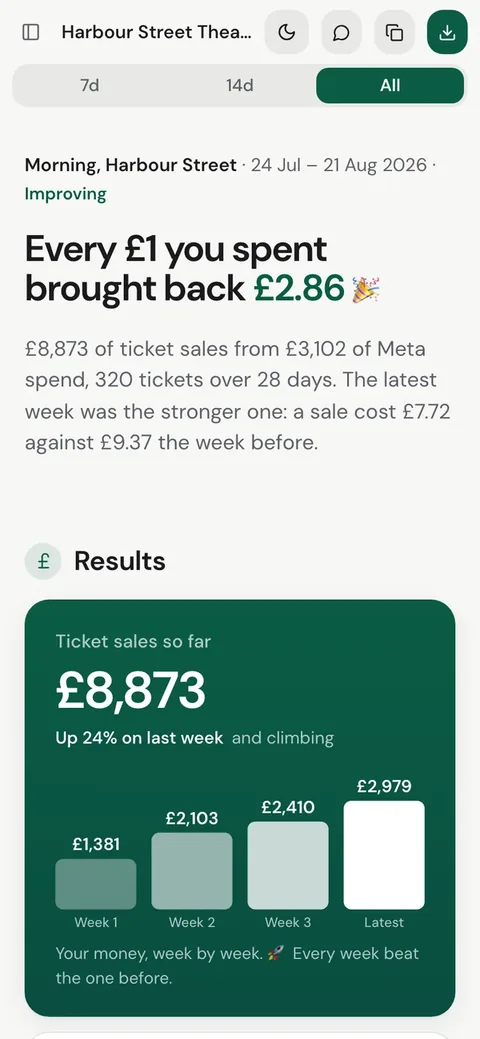 Harbour Street Thea...
7d 14d All
Morning, Harbour Street · 24 Jul – 21 Aug 2026 ·
Improving
Every £1 you spent
brought back £2.86 🎉
£8,873 of ticket sales from £3,102 of Meta
spend, 320 tickets over 28 days. The latest
week was the stronger one: a sale cost £7.72
against £9.37 the week before.
£ Results
Ticket sales so far
£8,873
Up 24% on last week and climbing
£1,381 £2,103 £2,410 £2,979
Week 1 Week 2 Week 3 Latest
Your money, week by week. 🚀 Every week beat
the one before.